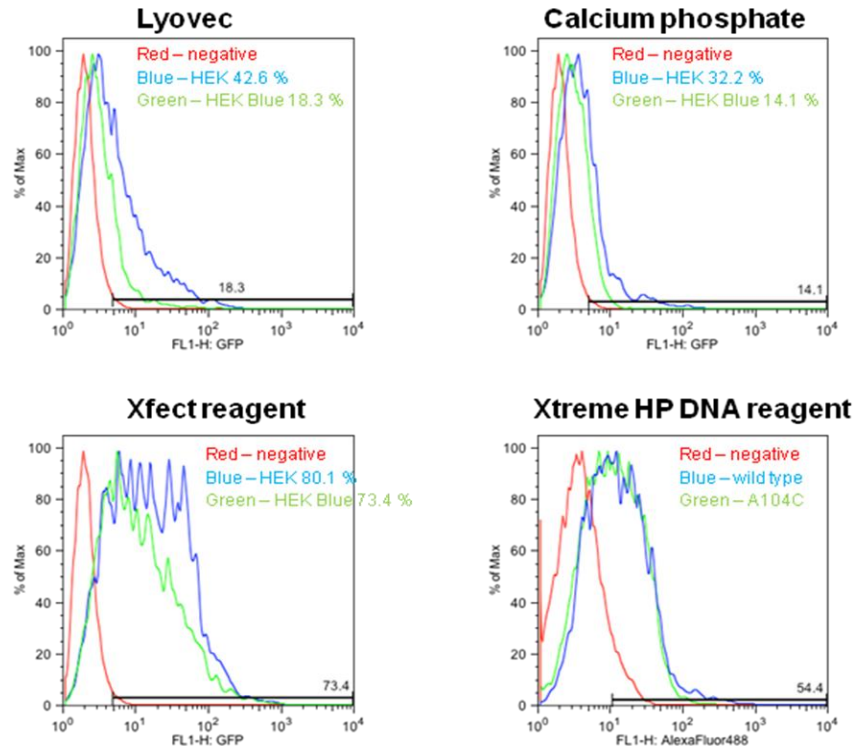 Lyovec
Red – negative
Blue – HEK 42.6 %
Green – HEK Blue 18.3 %
100
80
60
40
20
0
% of Max
18.3
10^0 10^1 10^2 10^3 10^4
FL1-H: GFP
Calcium phosphate
Red – negative
Blue – HEK 32.2 %
Green – HEK Blue 14.1 %
100
80
60
40
20
0
% of Max
14.1
10^0 10^1 10^2 10^3 10^4
FL1-H: GFP
Xfect reagent
Red – negative
Blue – HEK 80.1 %
Green – HEK Blue 73.4 %
100
80
60
40
20
0
% of Max
73.4
10^0 10^1 10^2 10^3 10^4
FL1-H: GFP
Xtreme HP DNA reagent
Red – negative
Blue – wild type
Green – A104C
100
80
60
40
20
0
% of Max
54.4
10^0 10^1 10^2 10^3 10^4
FL1-H: AlexaFluor488